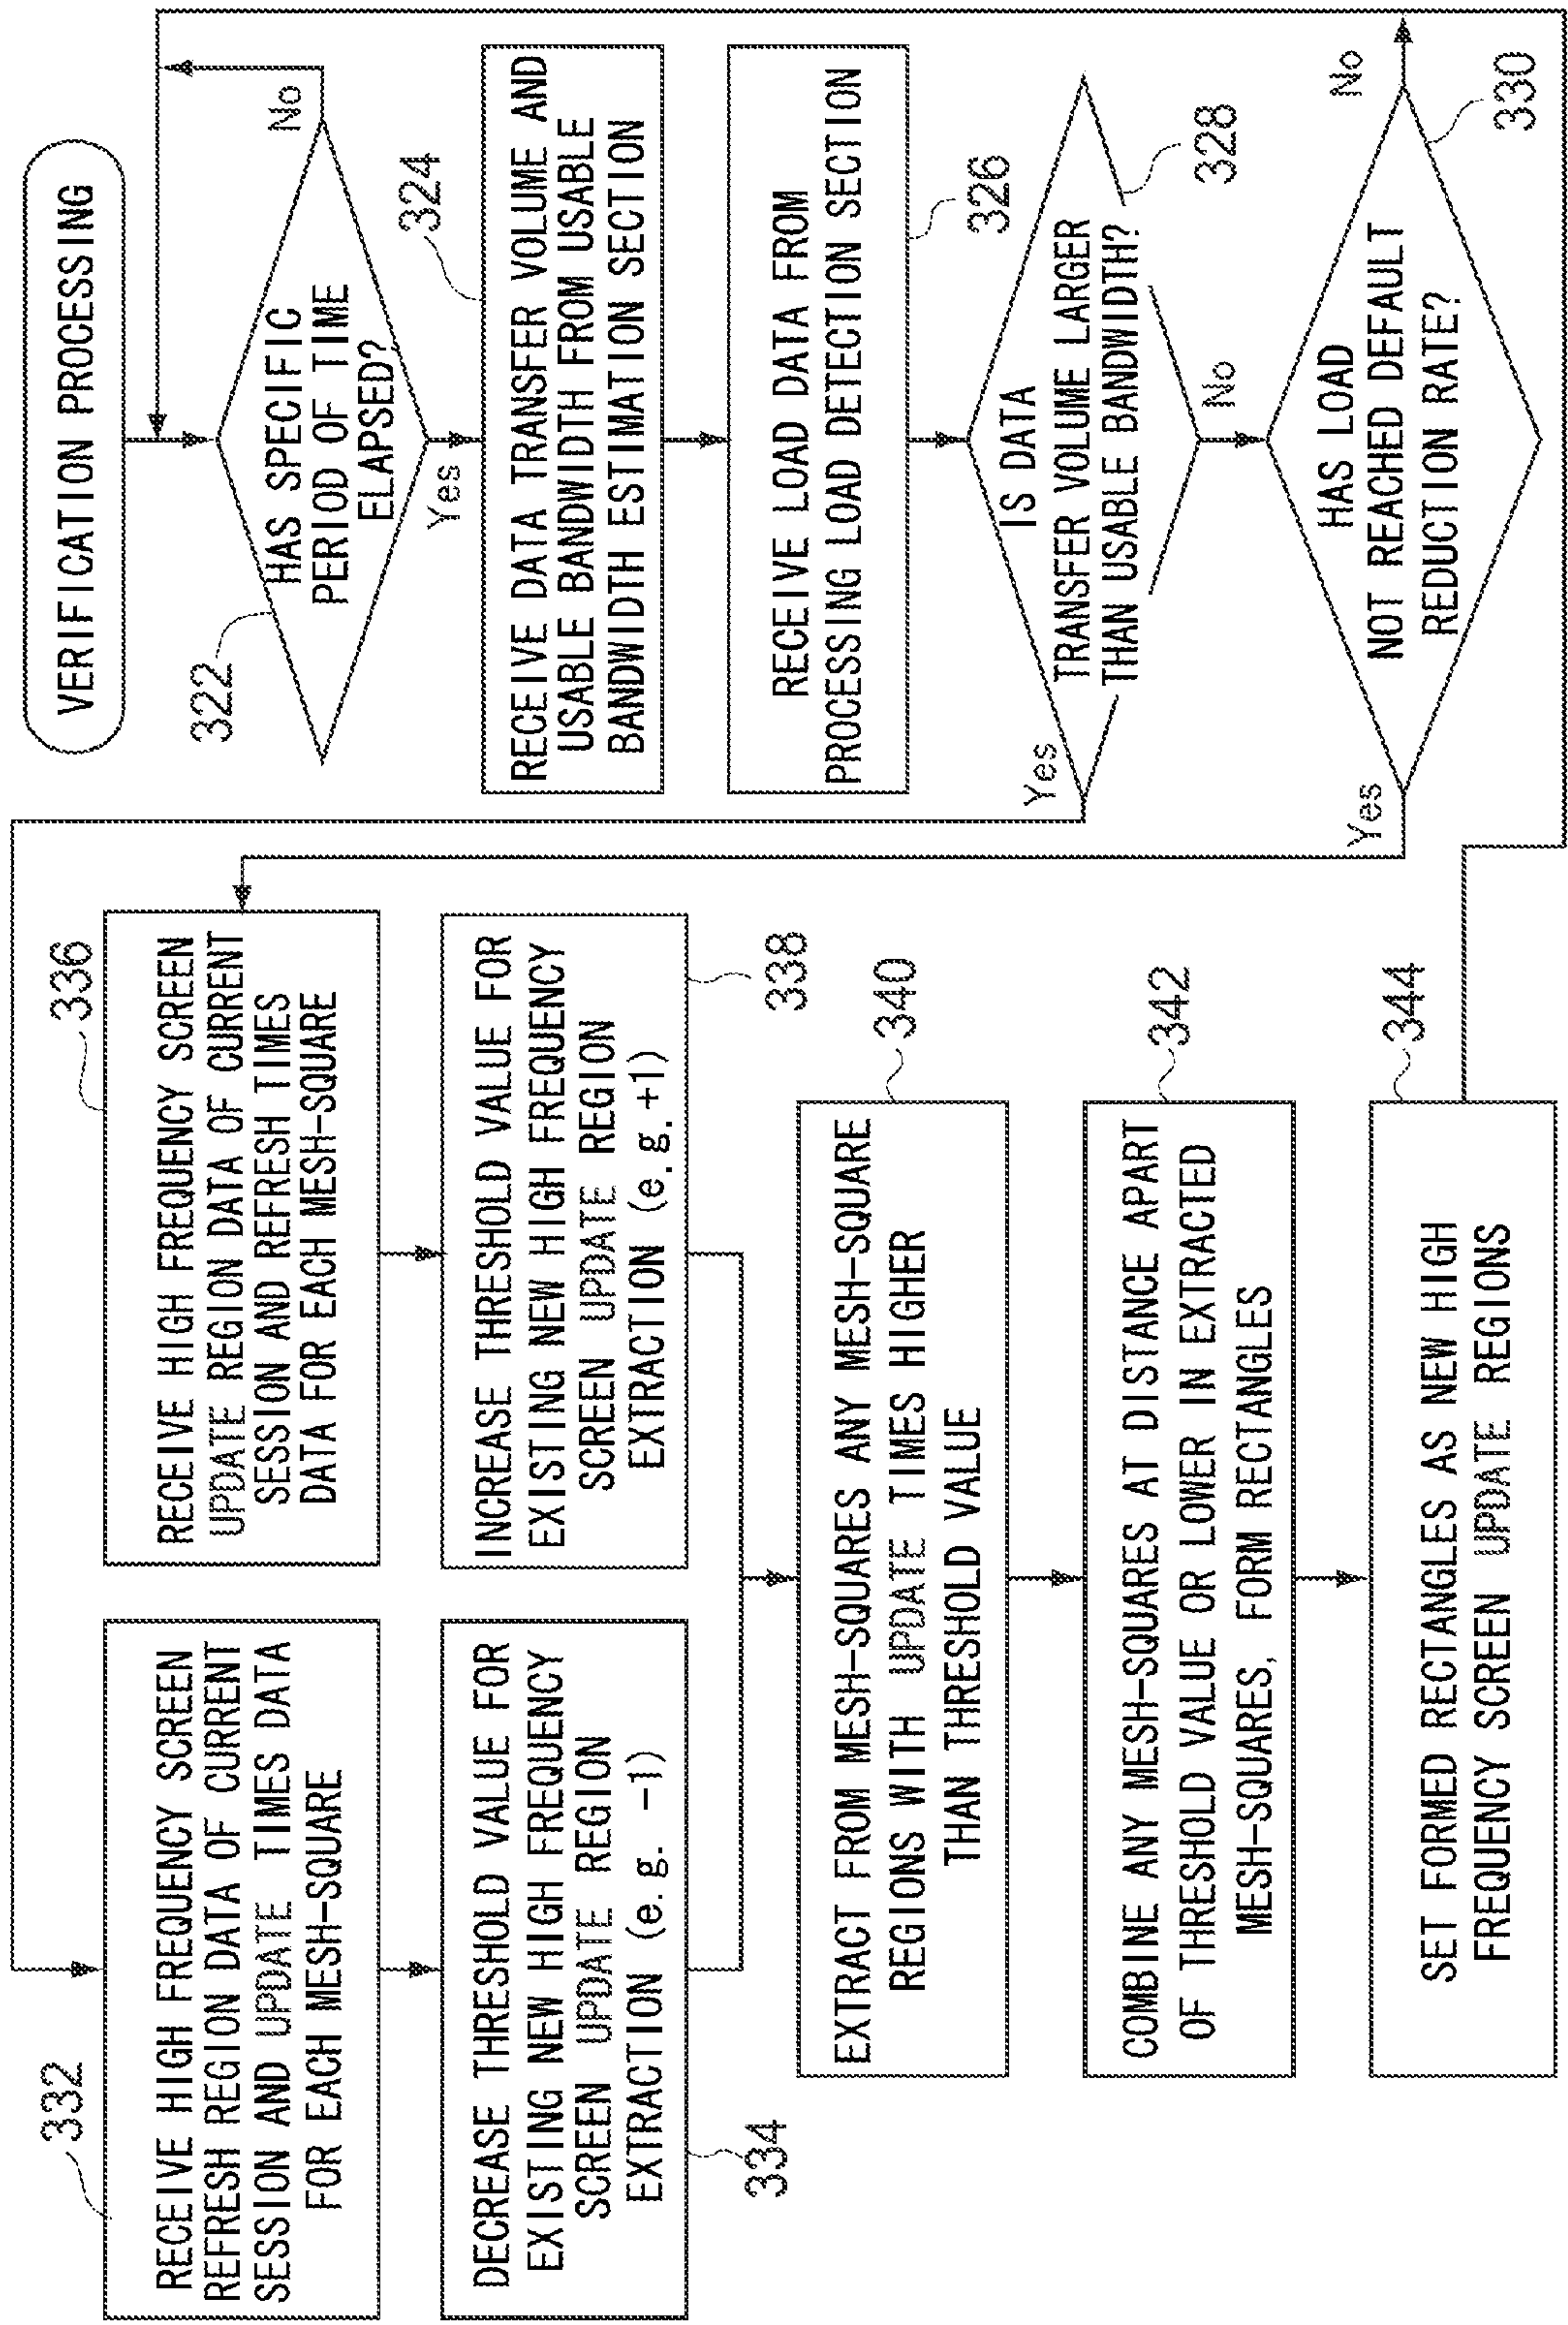 VERIFICATION PROCESSING
322
HAS SPECIFIC
PERIOD OF TIME
ELAPSED?
No
Yes
324
RECEIVE DATA TRANSFER VOLUME AND
USABLE BANDWIDTH FROM USABLE
BANDWIDTH ESTIMATION SECTION
RECEIVE LOAD DATA FROM
PROCESSING LOAD DETECTION SECTION
326
IS DATA
TRANSFER VOLUME LARGER
THAN USABLE BANDWIDTH?
328
Yes
No
HAS LOAD
NOT REACHED DEFAULT
REDUCTION RATE?
330
Yes
No
332
RECEIVE HIGH FREQUENCY SCREEN
REFRESH REGION DATA OF CURRENT
SESSION AND UPDATE TIMES DATA
FOR EACH MESH-SQUARE
DECREASE THRESHOLD VALUE FOR
EXISTING NEW HIGH FREQUENCY
SCREEN UPDATE REGION
EXTRACTION (e.g. -1)
334
336
RECEIVE HIGH FREQUENCY SCREEN
UPDATE REGION DATA OF CURRENT
SESSION AND REFRESH TIMES
DATA FOR EACH MESH-SQUARE
INCREASE THRESHOLD VALUE FOR
EXISTING NEW HIGH FREQUENCY
SCREEN UPDATE REGION
EXTRACTION (e.g.+1)
338
340
EXTRACT FROM MESH-SQUARES ANY MESH-SQUARE
REGIONS WITH UPDATE TIMES HIGHER
THAN THRESHOLD VALUE
342
COMBINE ANY MESH-SQUARES AT DISTANCE APART
OF THRESHOLD VALUE OR LOWER IN EXTRACTED
MESH-SQUARES, FORM RECTANGLES
344
SET FORMED RECTANGLES AS NEW HIGH
FREQUENCY SCREEN UPDATE REGIONS